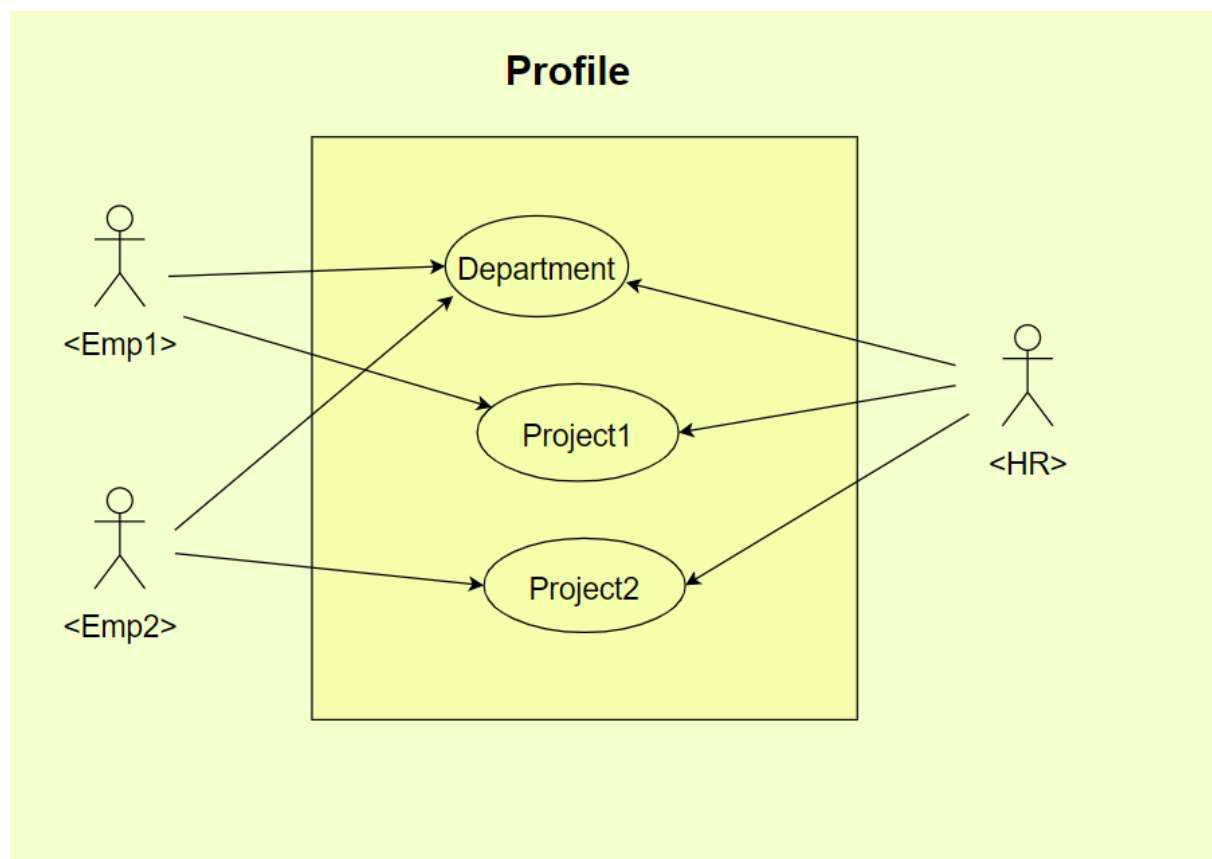 Profile
Department
<Emp1>
Project1
<HR>
Project2
<Emp2>